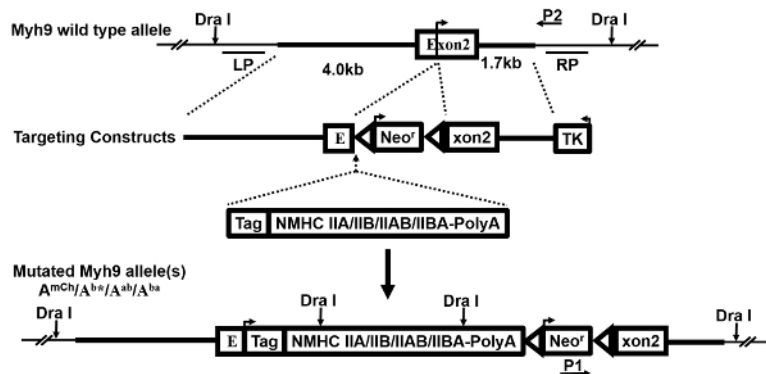 Dra I P2 Dra I
Myh9 wild type allele
Exon2
LP 4.0kb 1.7kb RP
Targeting Constructs E Neoʳ xon2 TK
Tag NMHC IIA/IIB/IIAB/IIBA-PolyA
Mutated Myh9 allele(s)
Aᵐᶜʰ/Aᵇ*/Aᵃᵇ/Aᵇᵃ
Dra I Dra I Dra I Dra I
E Tag NMHC IIA/IIB/IIAB/IIBA-PolyA Neoʳ xon2
P1